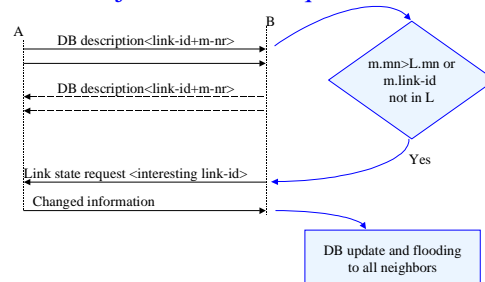 A
B
DB description<link-id+m-nr>
m.mn>L.mn or
m.link-id
not in L
DB description<link-id+m-nr>
Yes
Link state request <interesting link-id>
Changed information
DB update and flooding
to all neighbors